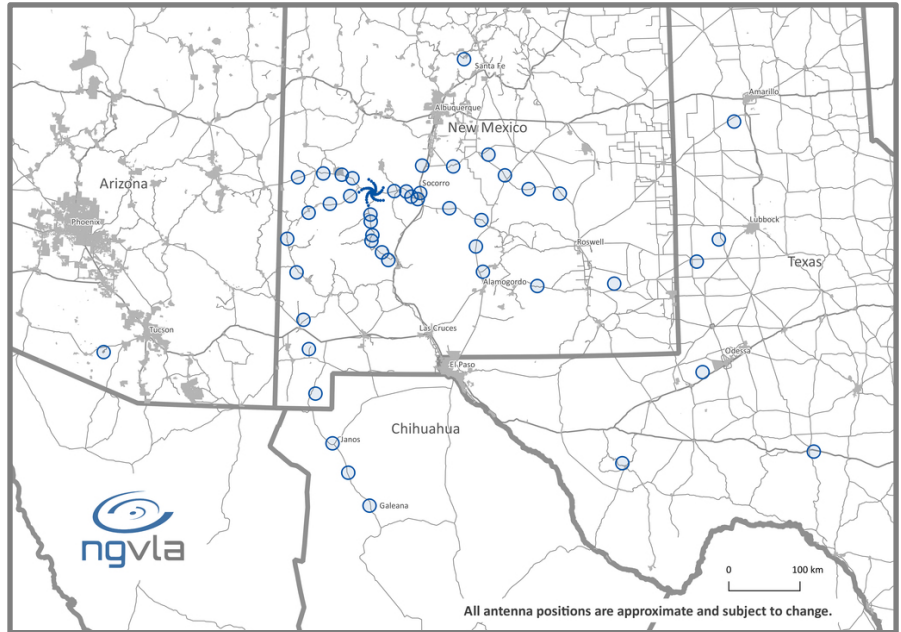 Santa Fe
Amarillo
Albuquerque
New Mexico
Arizona
Socorro
Phoenix
Lubbock
Roswell
Texas
Alamogordo
Tucson
Las Cruces
Odessa
El Paso
Chihuahua
Janos
Galeana
ngvla
0 100 km
All antenna positions are approximate and subject to change.